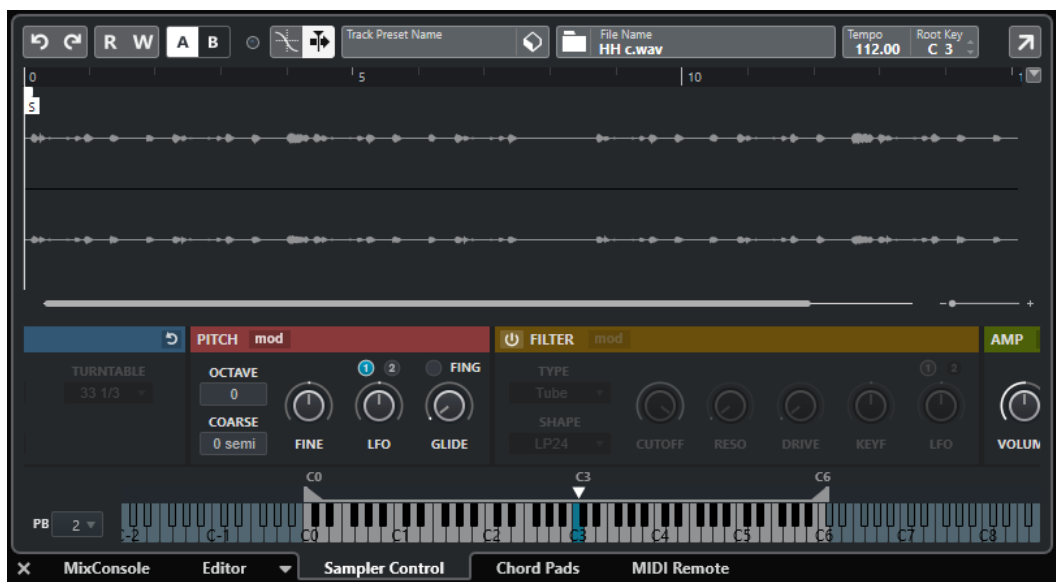 R W A B Track Preset Name File Name HH c.wav Tempo 112.00 Root Key C 3
0 5 10 1
S
PITCH mod FILTER mod AMP
TURNTABLE 33 1/3
OCTAVE 0 1 2 FING TYPE Tube 1 2
COARSE 0 semi FINE LFO GLIDE SHAPE LP24 CUTOFF RESO DRIVE KEYF LFO VOLUM
C0 C3 C6
PB 2 C-2 C-1 C0 C1 C2 C3 C4 C5 C6 C7 C8
MixConsole Editor Sampler Control Chord Pads MIDI Remote